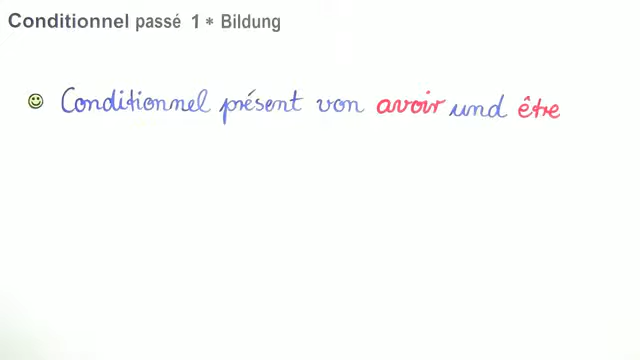 Conditionnel passé 1 * Bildung
Conditionnel présent von avoir und être